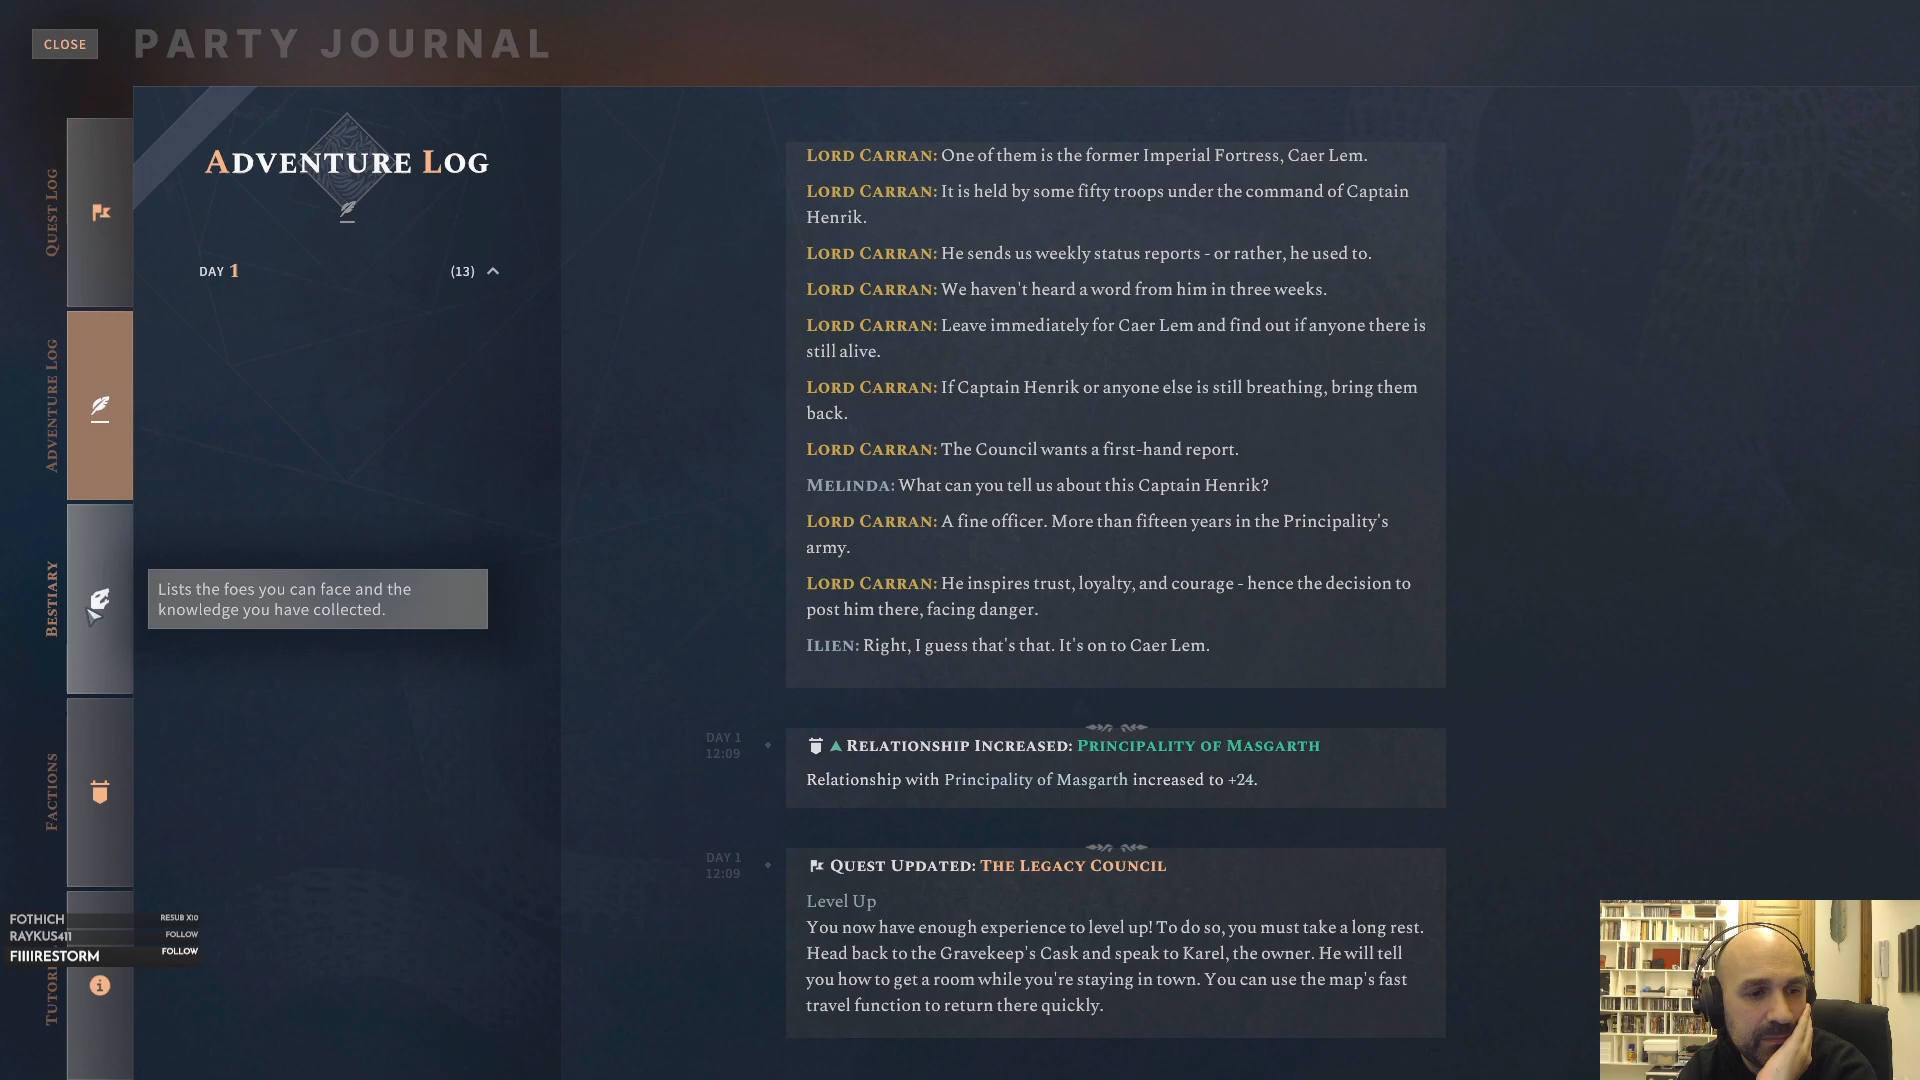 CLOSE
PARTY JOURNAL
QUEST LOG
ADVENTURE LOG
BESTIARY
FACTIONS
ADVENTURE LOG
DAY 1
(13)
Lists the foes you can face and the
knowledge you have collected.
LORD CARRAN: One of them is the former Imperial Fortress, Caer Lem.
LORD CARRAN: It is held by some fifty troops under the command of Captain
Henrik.
LORD CARRAN: He sends us weekly status reports - or rather, he used to.
LORD CARRAN: We haven't heard a word from him in three weeks.
LORD CARRAN: Leave immediately for Caer Lem and find out if anyone there is
still alive.
LORD CARRAN: If Captain Henrik or anyone else is still breathing, bring them
back.
LORD CARRAN: The Council wants a first-hand report.
MELINDA: What can you tell us about this Captain Henrik?
LORD CARRAN: A fine officer. More than fifteen years in the Principality's
army.
LORD CARRAN: He inspires trust, loyalty, and courage - hence the decision to
post him there, facing danger.
ILIEN: Right, I guess that's that. It's on to Caer Lem.
DAY 1
12:09
RELATIONSHIP INCREASED: PRINCIPALITY OF MASGARTH
Relationship with Principality of Masgarth increased to +24.
DAY 1
12:09
QUEST UPDATED: THE LEGACY COUNCIL
Level Up
You now have enough experience to level up! To do so, you must take a long rest.
Head back to the Gravekeep's Cask and speak to Karel, the owner. He will tell
you how to get a room while you're staying in town. You can use the map's fast
travel function to return there quickly.
FOTHICH RESUB X10
RAYKUS411 FOLLOW
FIIIIRESTORM FOLLOW